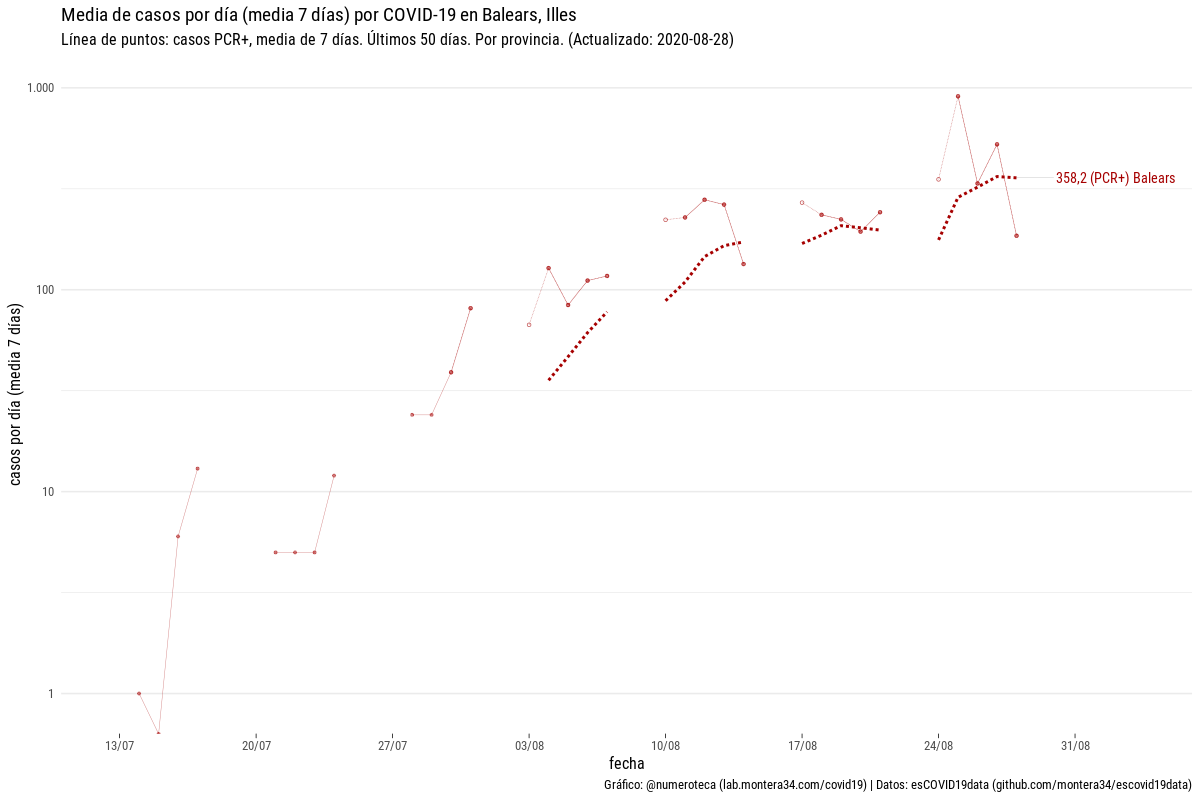 Media de casos por día (media 7 días) por COVID-19 en Balears, Illes
Línea de puntos: casos PCR+, media de 7 días. Últimos 50 días. Por provincia. (Actualizado: 2020-08-28)
casos por día (media 7 días)
1.000
100
10
1
358,2 (PCR+) Balears
13/07
20/07
27/07
03/08
10/08
17/08
24/08
31/08
fecha
Gráfico: @numeroteca (lab.montera34.com/covid19) | Datos: esCOVID19data (github.com/montera34/escovid19data)